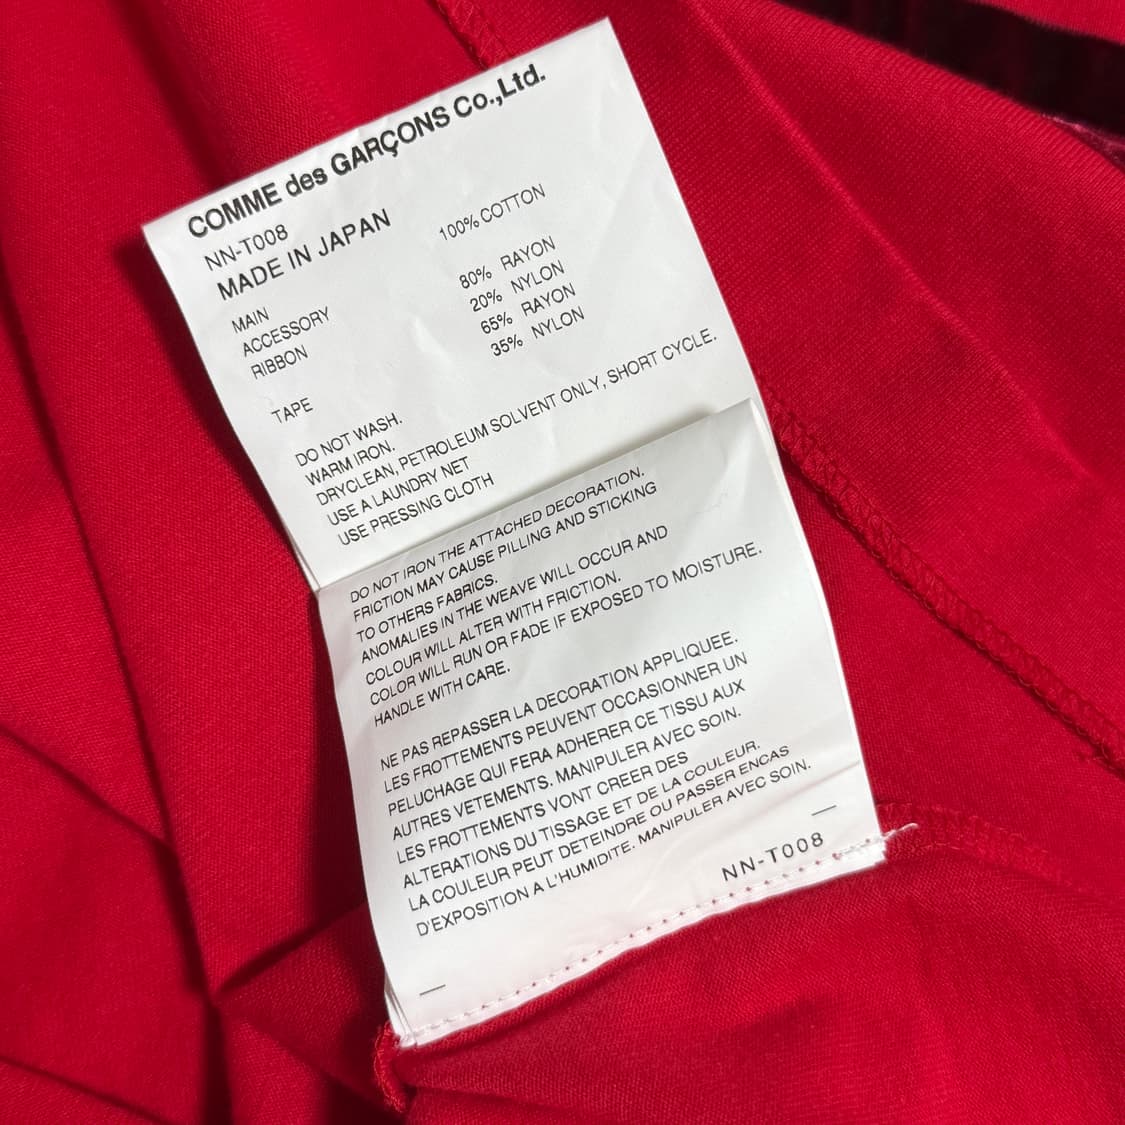 COMME des GARÇONS Co.,Ltd.
NN-T008
MADE IN JAPAN
MAIN 100% COTTON
ACCESSORY
RIBBON 80% RAYON
20% NYLON
TAPE 65% RAYON
35% NYLON
DO NOT WASH.
WARM IRON.
DRYCLEAN, PETROLEUM SOLVENT ONLY, SHORT CYCLE.
USE A LAUNDRY NET
USE PRESSING CLOTH
DO NOT IRON THE ATTACHED DECORATION.
FRICTION MAY CAUSE PILLING AND STICKING
TO OTHERS FABRICS.
ANOMALIES IN THE WEAVE WILL OCCUR AND
COLOUR WILL ALTER WITH FRICTION.
COLOR WILL RUN OR FADE IF EXPOSED TO MOISTURE.
HANDLE WITH CARE.
NE PAS REPASSER LA DECORATION APPLIQUEE.
LES FROTTEMENTS PEUVENT OCCASIONNER UN
PELUCHAGE QUI FERA ADHERER CE TISSU AUX
AUTRES VETEMENTS. MANIPULER AVEC SOIN.
LES FROTTEMENTS VONT CREER DES
ALTERATIONS DU TISSAGE ET DE LA COULEUR.
LA COULEUR PEUT DETEINDRE OU PASSER ENCAS
D'EXPOSITION A L'HUMIDITE. MANIPULER AVEC SOIN.
NN-T008